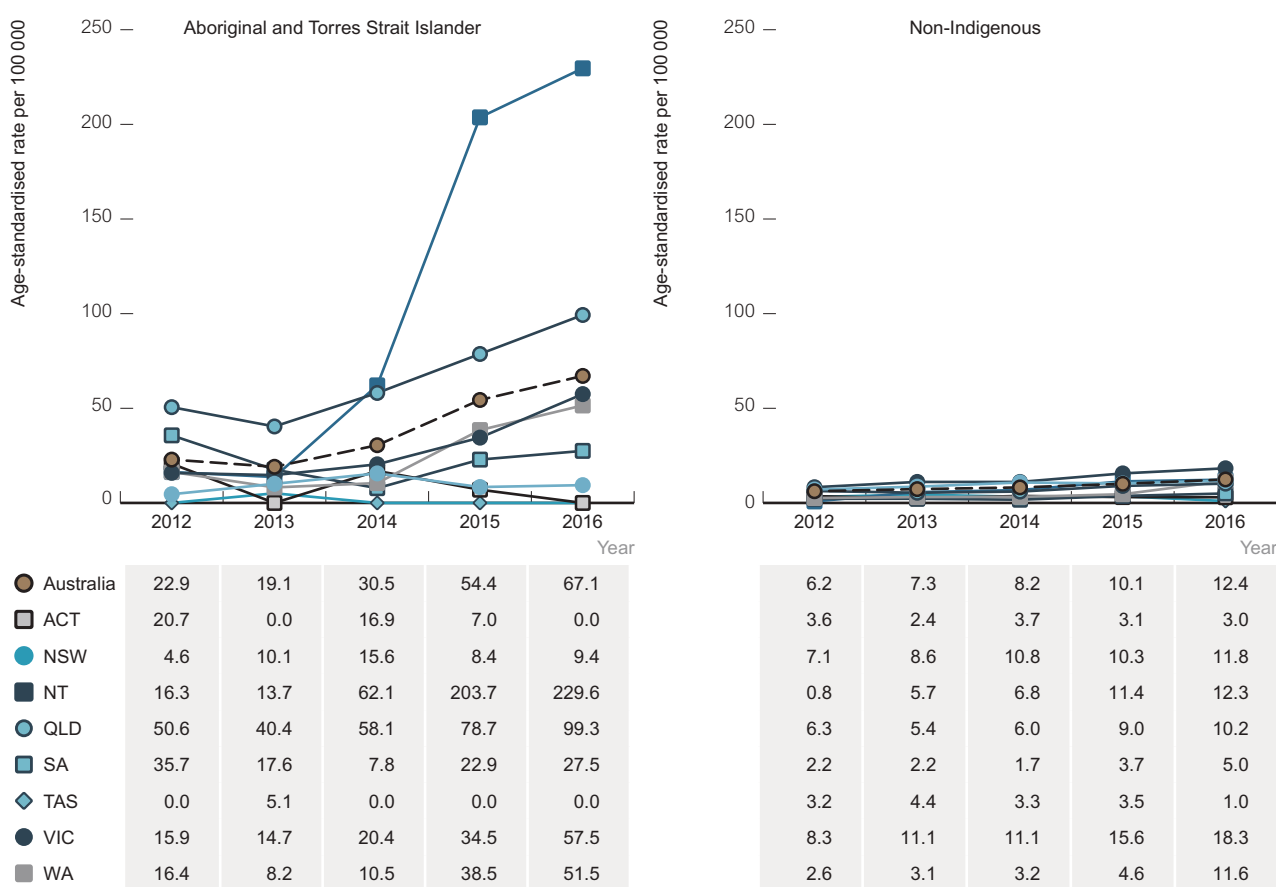 Aboriginal and Torres Strait Islander
Age-standardised rate per 100 000
250
200
150
100
50
0
2012 2013 2014 2015 2016
Year
Non-Indigenous
Age-standardised rate per 100 000
250
200
150
100
50
0
2012 2013 2014 2015 2016
Year
Australia 22.9 19.1 30.5 54.4 67.1 6.2 7.3 8.2 10.1 12.4
ACT 20.7 0.0 16.9 7.0 0.0 3.6 2.4 3.7 3.1 3.0
NSW 4.6 10.1 15.6 8.4 9.4 7.1 8.6 10.8 10.3 11.8
NT 16.3 13.7 62.1 203.7 229.6 0.8 5.7 6.8 11.4 12.3
QLD 50.6 40.4 58.1 78.7 99.3 6.3 5.4 6.0 9.0 10.2
SA 35.7 17.6 7.8 22.9 27.5 2.2 2.2 1.7 3.7 5.0
TAS 0.0 5.1 0.0 0.0 0.0 3.2 4.4 3.3 3.5 1.0
VIC 15.9 14.7 20.4 34.5 57.5 8.3 11.1 11.1 15.6 18.3
WA 16.4 8.2 10.5 38.5 51.5 2.6 3.1 3.2 4.6 11.6